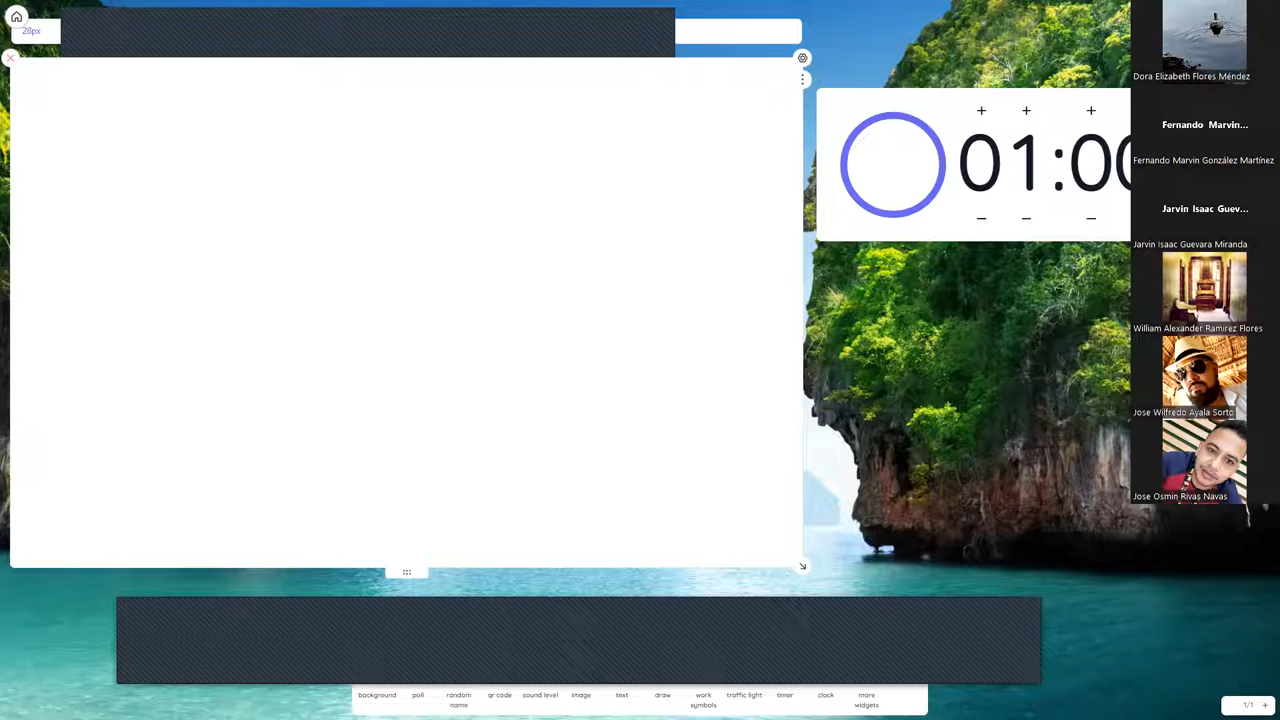 28px
01:00
Dora Elizabeth Flores Méndez
Fernando Marvin...
Fernando Marvin González Martínez
Jarvin Isaac Guev...
Jarvin Isaac Guevara Miranda
William Alexander Ramirez Flores
Jose Wilfredo Ayala Sorto
Jose Osmin Rivas Navas
background
poll
random name
qr code
sound level
image
text
draw
work symbols
traffic light
timer
clock
more widgets
1/1